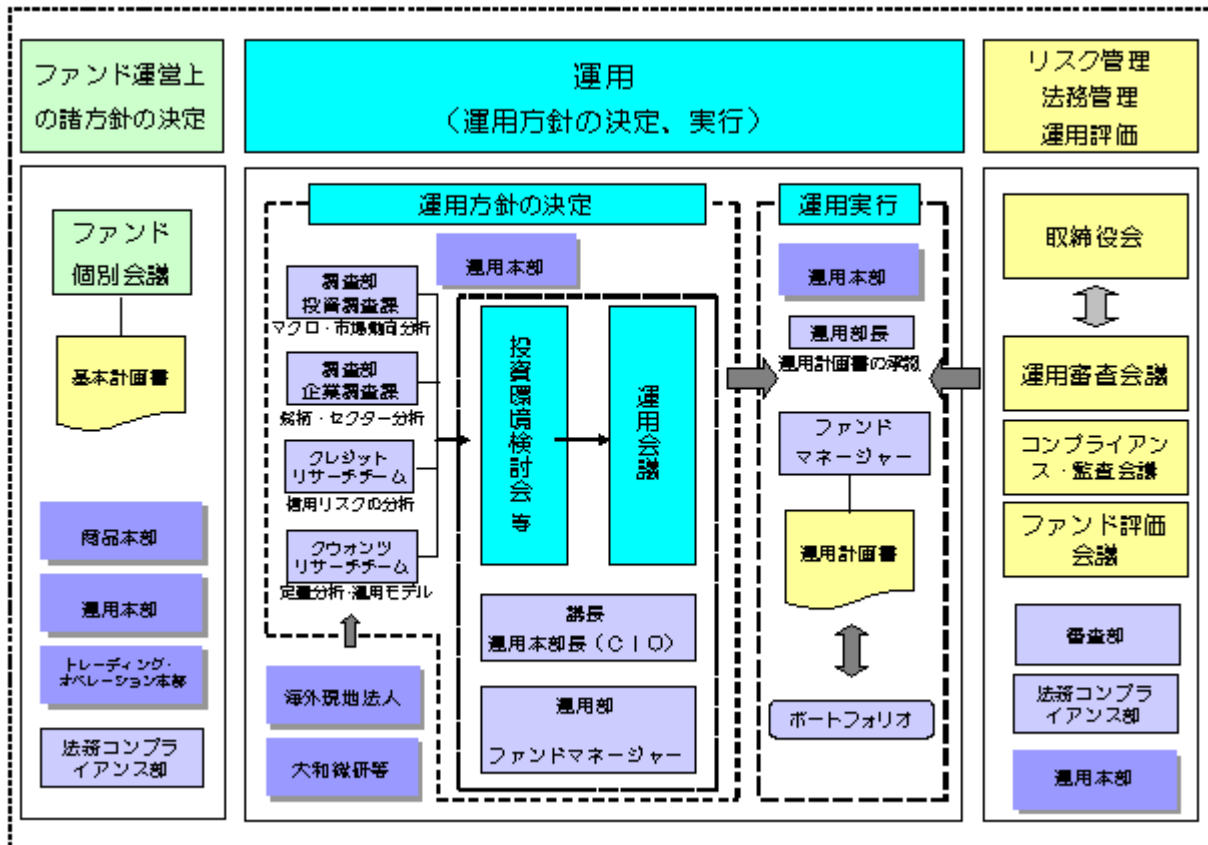 ファンド運営上
の諸方針の決定
運用
（運用方針の決定、実行）
リスク管理
法務管理
運用評価
ファンド
個別会議
基本計画書
商品本部
運用本部
トレーディング・
オペレーション本部
法務コンプラ
イアンス部
運用方針の決定
運用本部
調査部
投資調査課
マクロ・市場動向分析
調査部
企業調査課
銘柄・セクター分析
クレジット
リサーチチーム
信用リスクの分析
クウォンツ
リサーチチーム
定量分析・運用モデル
海外現地法人
大和総研等
投資環境検討会 等
運用会議
議長
運用本部長（ＣＩＯ）
運用部
ファンドマネージャー
運用実行
運用本部
運用部長
運用計画書の承認
ファンド
マネージャー
運用計画書
ポートフォリオ
取締役会
運用審査会議
コンプライアン
ス・監査会議
ファンド評価
会議
審査部
法務コンプラ
イアンス部
運用本部